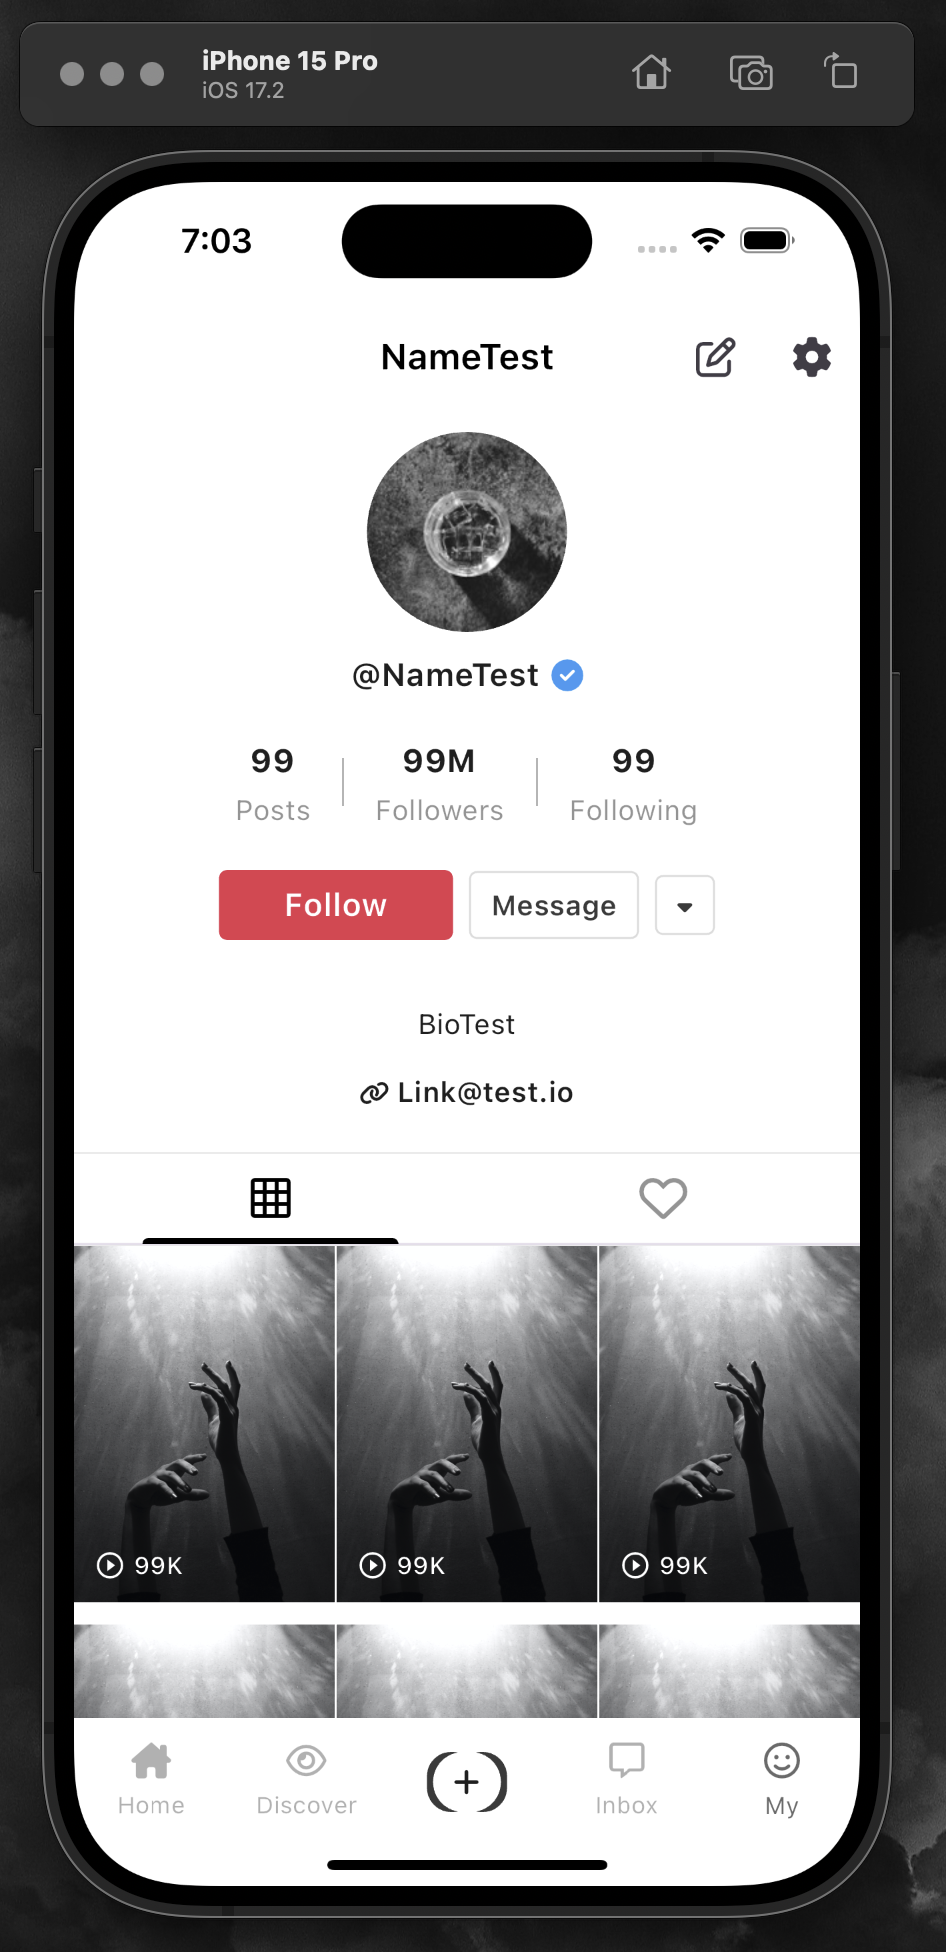 iPhone 15 Pro
iOS 17.2
7:03
NameTest
@NameTest
99 99M 99
Posts Followers Following
Follow Message
BioTest
Link@test.io
99K 99K 99K
Home Discover Inbox My